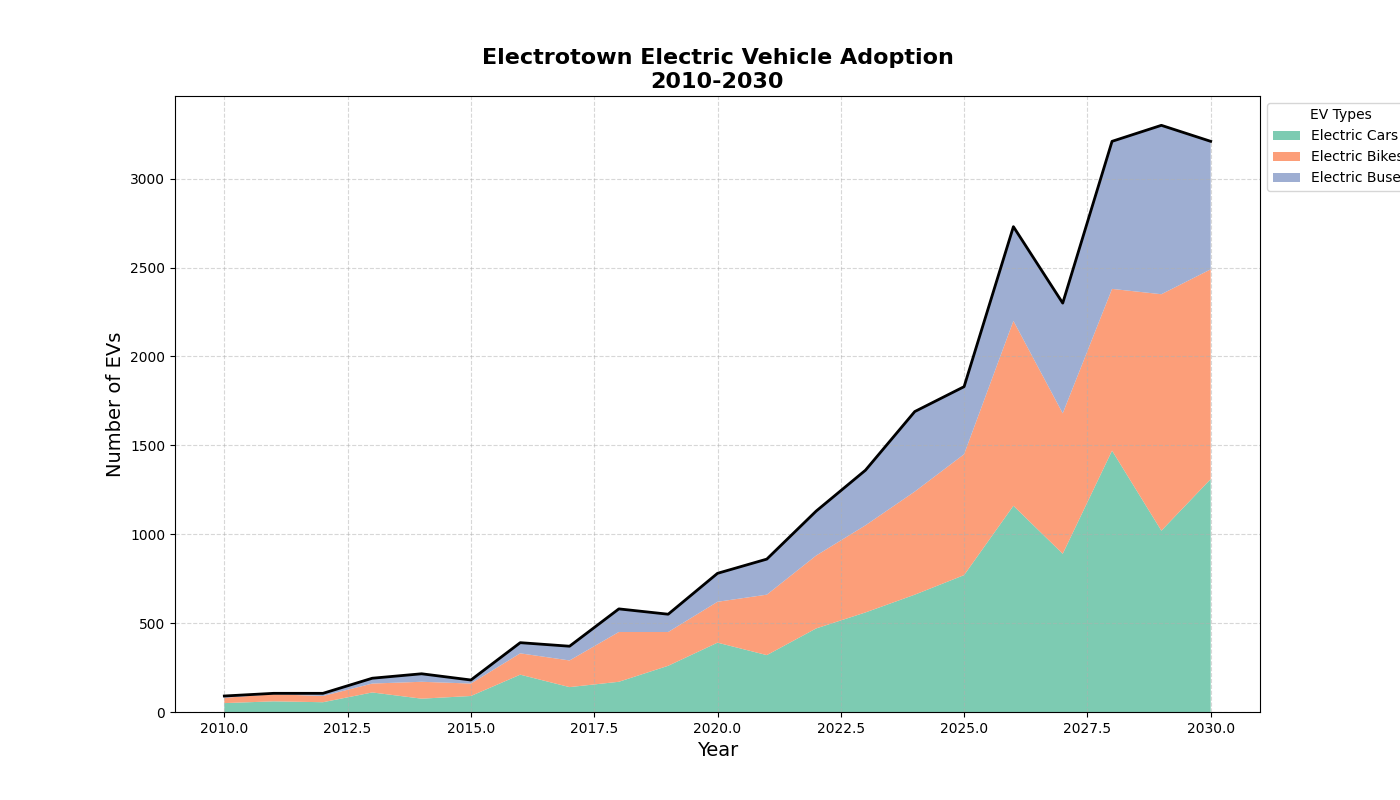 Electrotown Electric Vehicle Adoption
2010-2030
EV Types
Electric Cars
Electric Bikes
Electric Buse
Number of EVs
3000
2500
2000
1500
1000
500
0
2010.0 2012.5 2015.0 2017.5 2020.0 2022.5 2025.0 2027.5 2030.0
Year